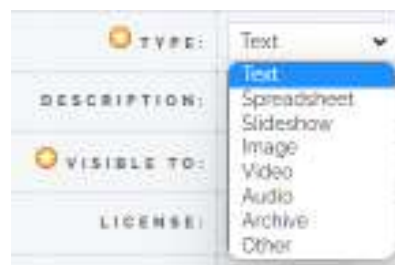 TYPE: Text
Text
DESCRIPTION: Spreadsheet
Slideshow
Image
VISIBLE TO: Video
Audio
LICENSE: Archive
Other